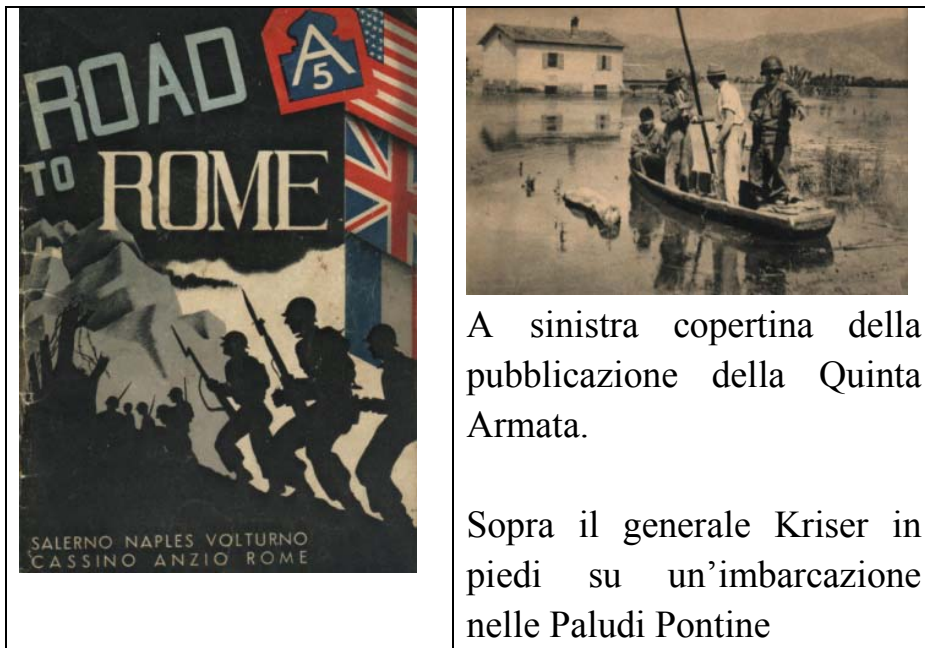 ROAD
A
5
TO
ROME
SALERNO NAPLES VOLTURNO
CASSINO ANZIO ROME
A sinistra copertina della
pubblicazione della Quinta
Armata.
Sopra il generale Kriser in
piedi su un’imbarcazione
nelle Paludi Pontine